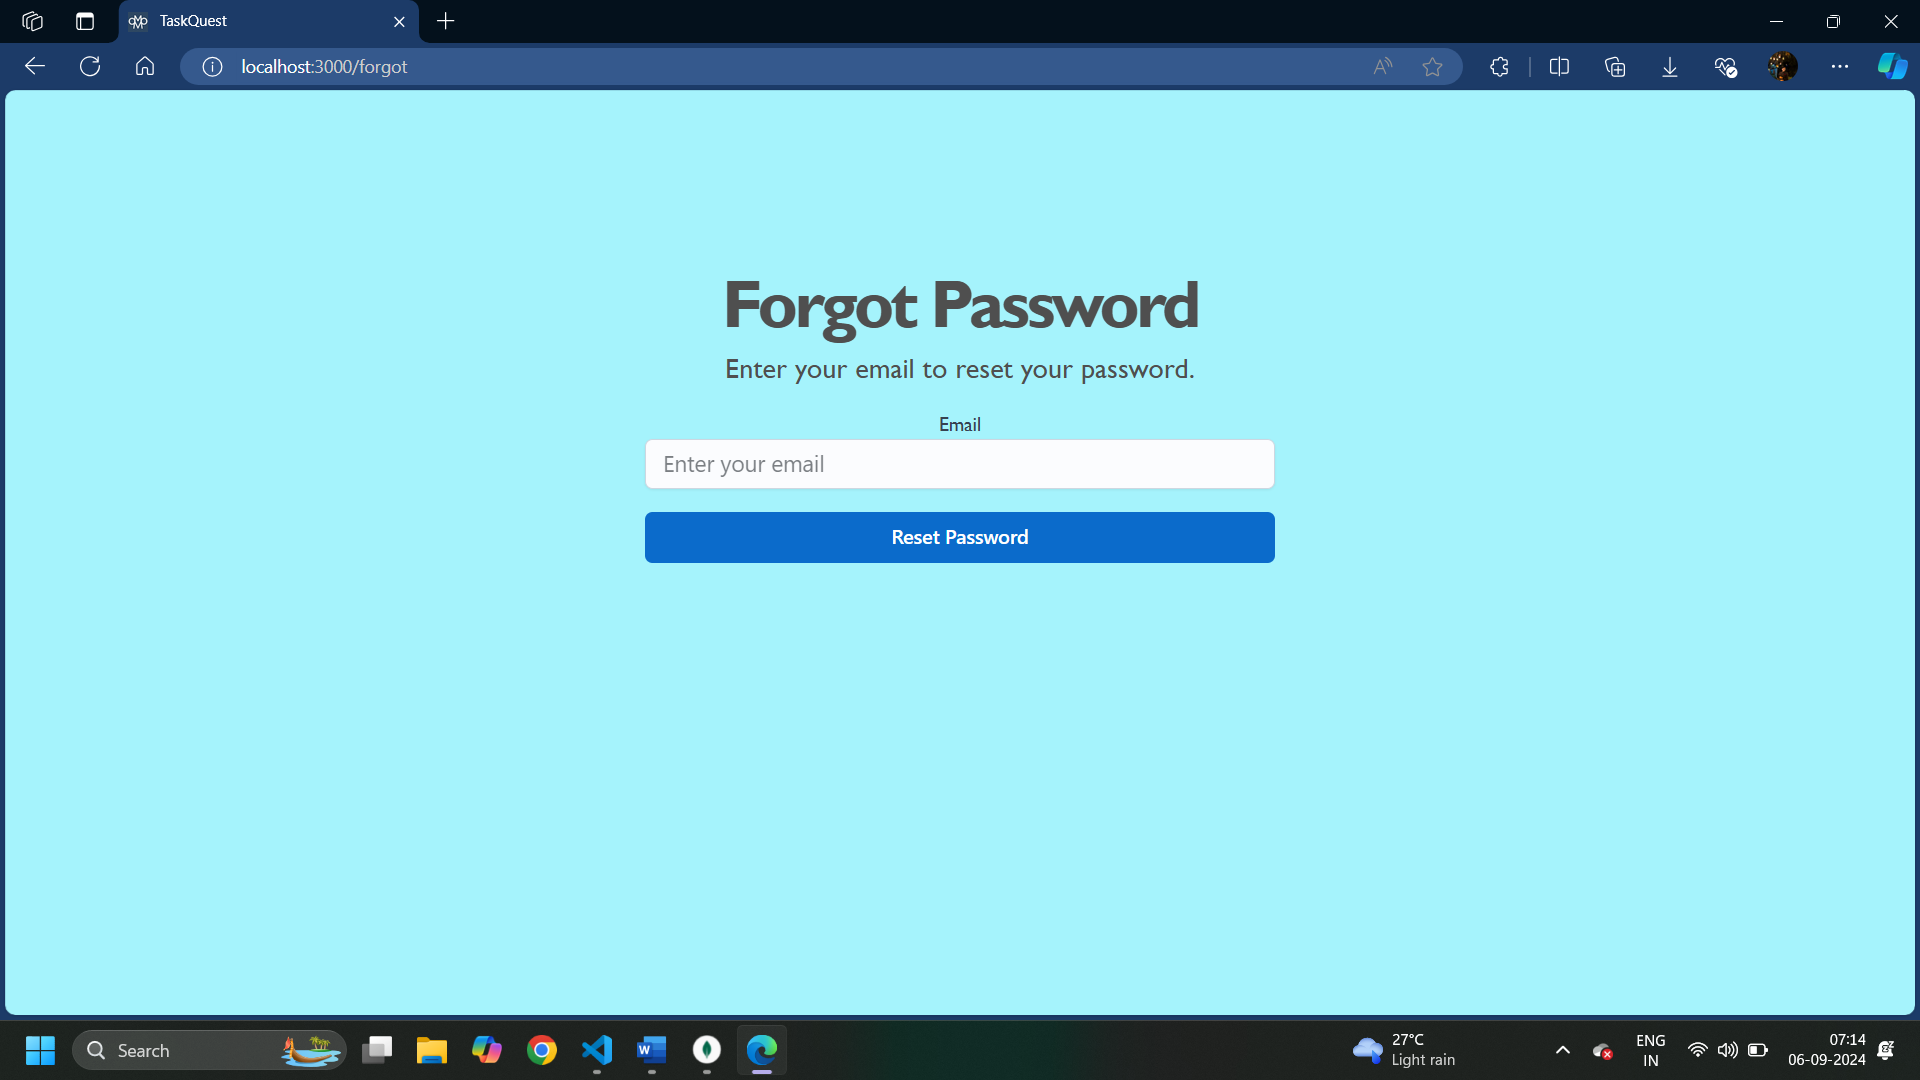 TaskQuest
localhost:3000/forgot
Forgot Password
Enter your email to reset your password.
Email
Enter your email
Reset Password
Search
27°C
Light rain
ENG
IN
07:14
06-09-2024